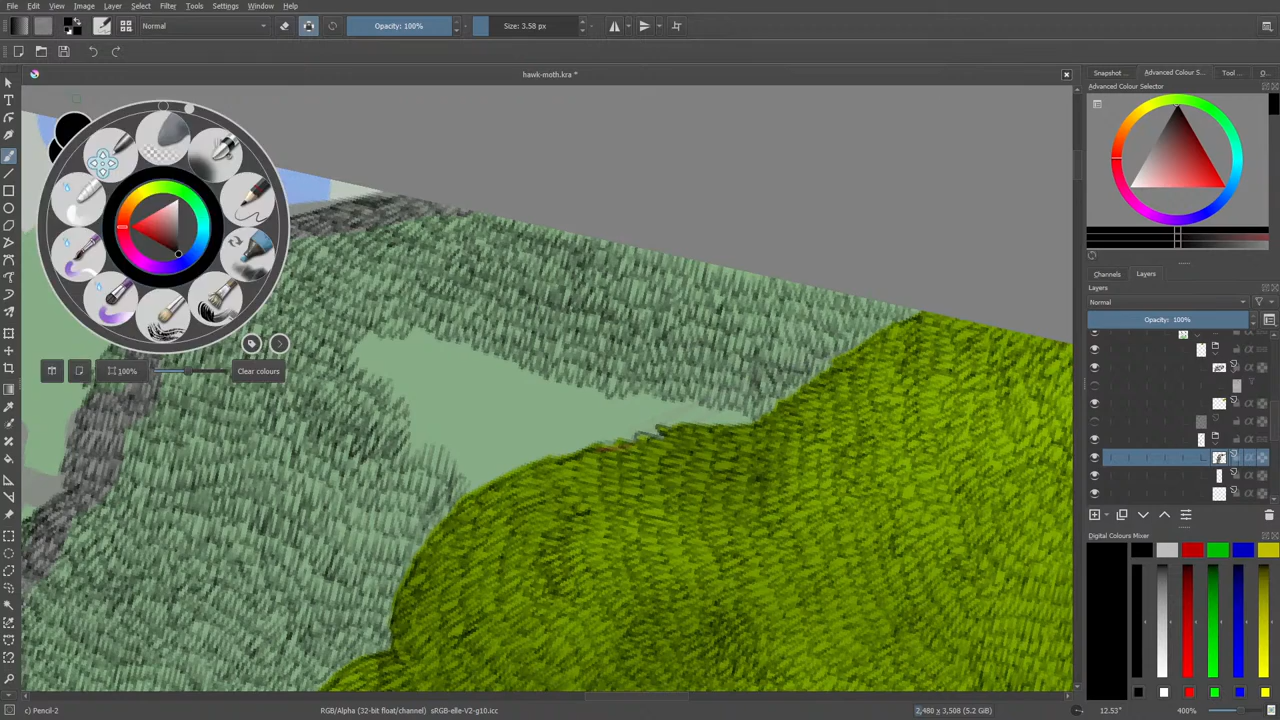 File Edit View Image Layer Select Filter Tools Settings Window Help
Normal Opacity: 100% Size: 3.58 px
hawk-moth.kra *
Snapshot ... Advanced Colour S... Tool ... O...
Advanced Colour Selector
100% Clear colours
Channels Layers
Layers
Normal
Opacity: 100%
Digital Colours Mixer
c) Pencil-2 RGB/Alpha (32-bit float/channel) sRGB-elle-V2-g10.icc 2,480 x 3,508 (5.2 GiB) 12.53° 400%